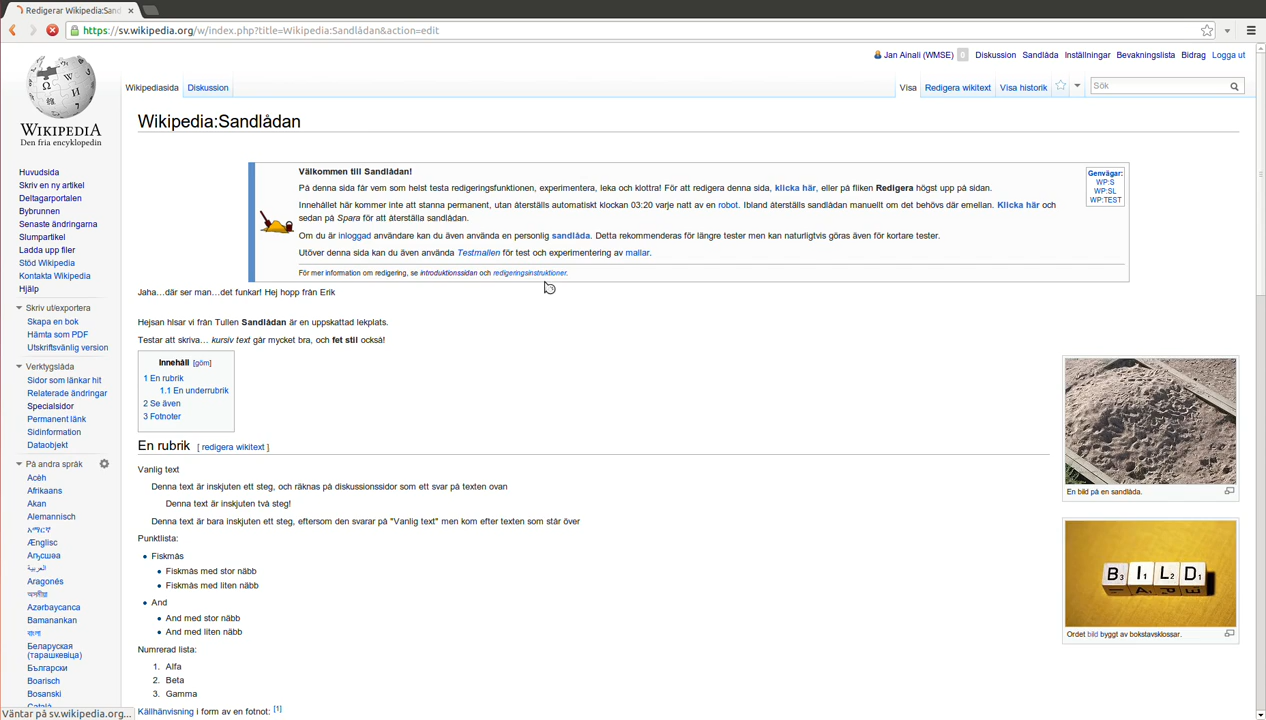 Redigerar Wikipedia:San
https://sv.wikipedia.org/w/index.php?title=Wikipedia:Sandlådan&action=edit
Jan Ainali (WMSE) 0 Diskussion Sandlåda Inställningar Bevakningslista Bidrag Logga ut
Wikipediasida Diskussion Visa Redigera wikitext Visa historik Sök
WIKIPEDIA
Den fria encyklopedin
Huvudsida
Skriv en ny artikel
Deltagarportalen
Bybrunnen
Senaste ändringarna
Slumpartikel
Ladda upp filer
Stöd Wikipedia
Kontakta Wikipedia
Hjälp
Skriv ut/exportera
Skapa en bok
Hämta som PDF
Utskriftsvänlig version
Verktygslåda
Sidor som länkar hit
Relaterade ändringar
Specialsidor
Permanent länk
Sidinformation
Dataobjekt
På andra språk
Acèh
Afrikaans
Akan
Alemannisch
አማርኛ
Ænglisc
Аҧсшәа
العربية
Aragonés
অসমীয়া
Azərbaycanca
Bamanankan
বাংলা
Беларуская
(тарашкевіца)
Български
Boarisch
Bosanski
Català
Väntar på sv.wikipedia.org...
Wikipedia:Sandlådan
Välkommen till Sandlådan!
På denna sida får vem som helst testa redigeringsfunktionen, experimentera, leka och klottra! För att redigera denna sida, klicka här, eller på fliken Redigera högst upp på sidan.
Innehållet här kommer inte att stanna permanent, utan återställs automatiskt klockan 03:20 varje natt av en robot. Ibland återställs sandlådan manuellt om det behövs där emellan. Klicka här och
sedan på Spara för att återställa sandlådan.
Om du är inloggad användare kan du även använda en personlig sandlåda. Detta rekommenderas för längre tester men kan naturligtvis göras även för kortare tester.
Utöver denna sida kan du även använda Testmallen för test och experimentering av mallar.
För mer information om redigering, se introduktionssidan och redigeringsinstruktioner.
Genvägar:
WP:S
WP:SL
WP:TEST
Jaha…där ser man…det funkar! Hej hopp från Erik
Hejsan hlsar vi från Tullen Sandlådan är en uppskattad lekplats.
Testar att skriva… kursiv text går mycket bra, och fet stil också!
Innehåll [göm]
1 En rubrik
1.1 En underrubrik
2 Se även
3 Fotnoter
En rubrik [ redigera wikitext ]
Vanlig text
Denna text är inskjuten ett steg, och räknas på diskussionssidor som ett svar på texten ovan
Denna text är inskjuten två steg!
Denna text är bara inskjuten ett steg, eftersom den svarar på "Vanlig text" men kom efter texten som står över
Punktlista:
Fiskmås
Fiskmås med stor näbb
Fiskmås med liten näbb
And
And med stor näbb
And med liten näbb
Numrerad lista:
1. Alfa
2. Beta
3. Gamma
Källhänvisning i form av en fotnot: [1]
En bild på en sandlåda.
B3 I1 L2 D1
Ordet bild byggt av bokstavsklossar.